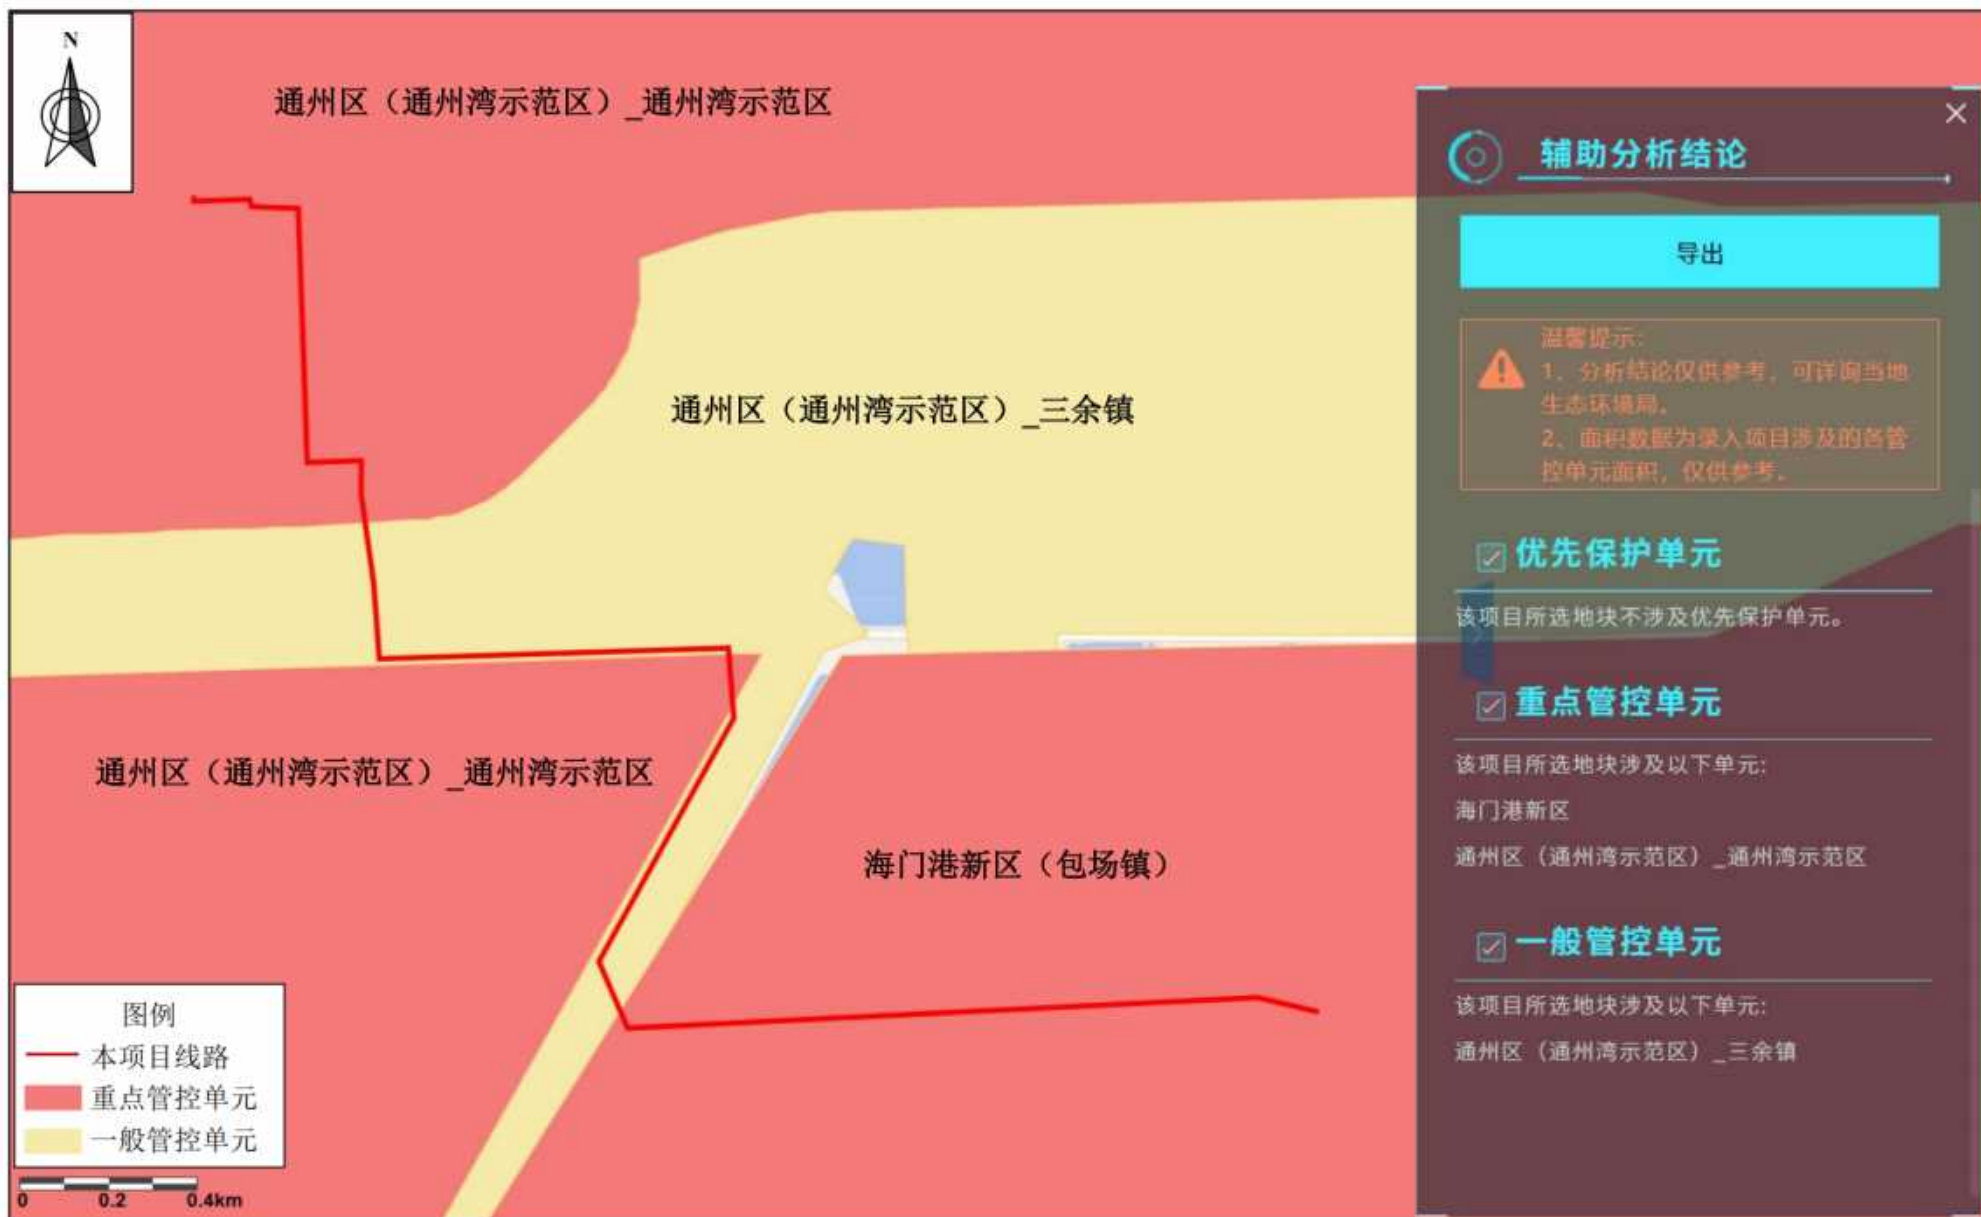 N
通州区（通州湾示范区）_通州湾示范区
通州区（通州湾示范区）_三余镇
通州区（通州湾示范区）_通州湾示范区
海门港新区（包场镇）
图例
本项目线路
重点管控单元
一般管控单元
0 0.2 0.4km
辅助分析结论
导出
温馨提示：
1、分析结论仅供参考，可详询当地
生态环境局。
2、面积数据为录入项目涉及的各管
控单元面积，仅供参考。
优先保护单元
该项目所选地块不涉及优先保护单元。
重点管控单元
该项目所选地块涉及以下单元：
海门港新区
通州区（通州湾示范区）_通州湾示范区
一般管控单元
该项目所选地块涉及以下单元：
通州区（通州湾示范区）_三余镇